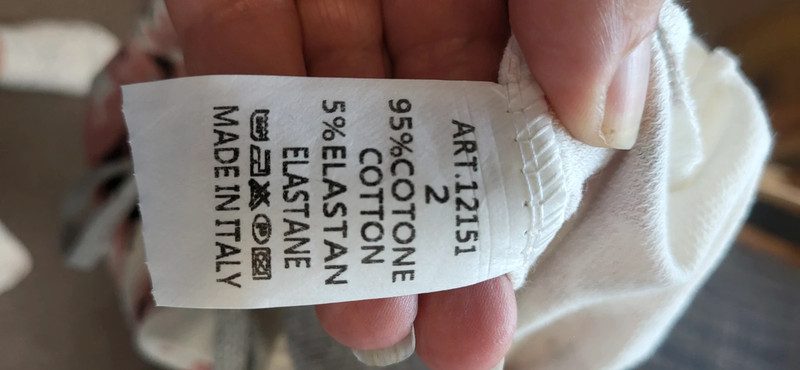 ART.12151
2
95%COTONE
COTTON
5%ELASTAN
ELASTANE
MADE IN ITALY